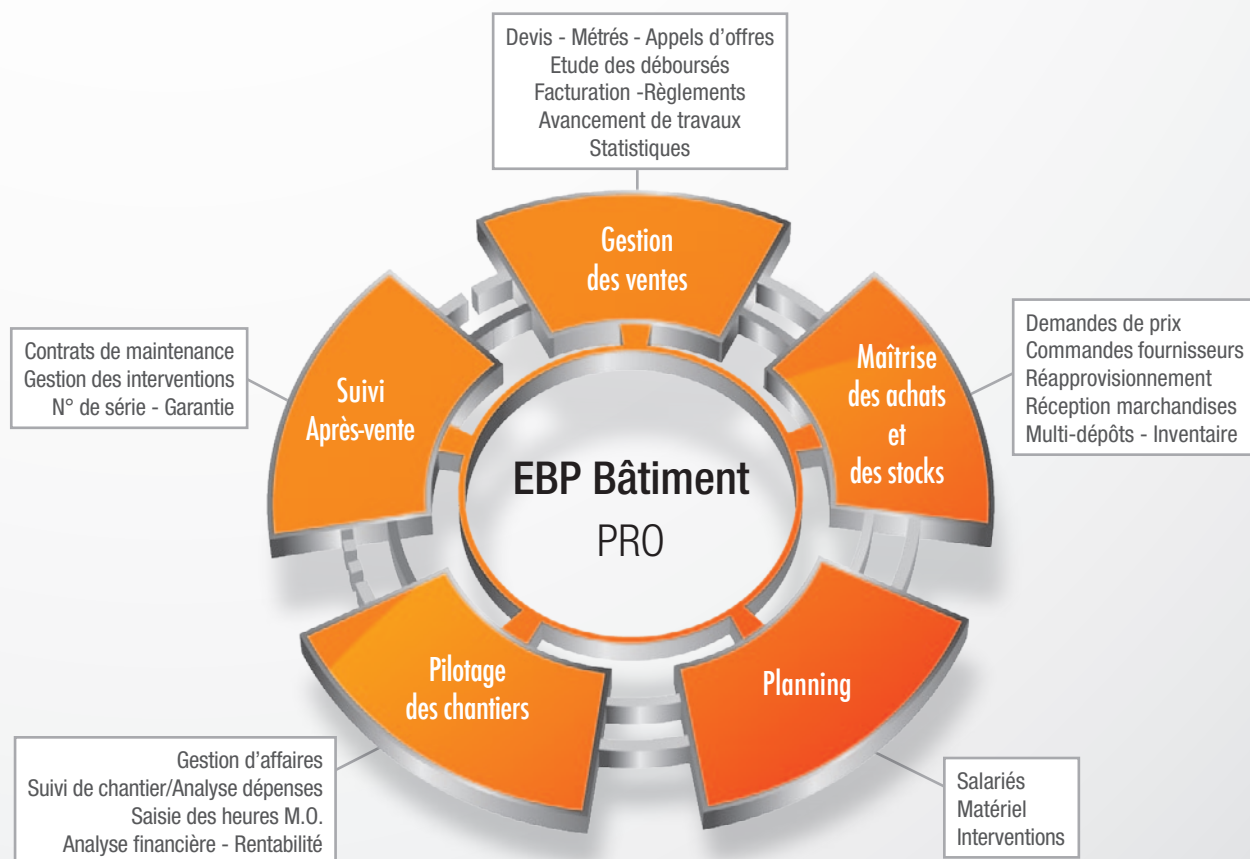 Devis - Métrés - Appels d’offres
Etude des déboursés
Facturation -Règlements
Avancement de travaux
Statistiques
Gestion
des ventes
Contrats de maintenance
Gestion des interventions
N° de série - Garantie
Suivi
Après-vente
Maîtrise
des achats
et
des stocks
Demandes de prix
Commandes fournisseurs
Réapprovisionnement
Réception marchandises
Multi-dépôts - Inventaire
EBP Bâtiment
PRO
Pilotage
des chantiers
Planning
Gestion d’affaires
Suivi de chantier/Analyse dépenses
Saisie des heures M.O.
Analyse financière - Rentabilité
Salariés
Matériel
Interventions